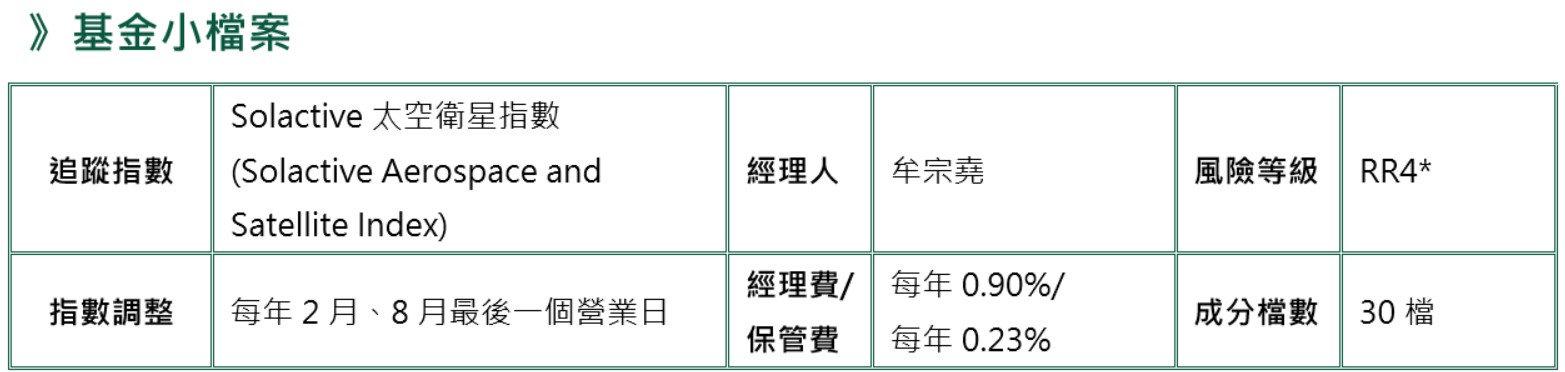 》基金小檔案
追蹤指數
Solactive 太空衛星指數
(Solactive Aerospace and
Satellite Index)
經理人
牟宗堯
風險等級
RR4*
指數調整
每年 2 月、8 月最後一個營業日
經理費/
保管費
每年 0.90%/
每年 0.23%
成分檔數
30 檔